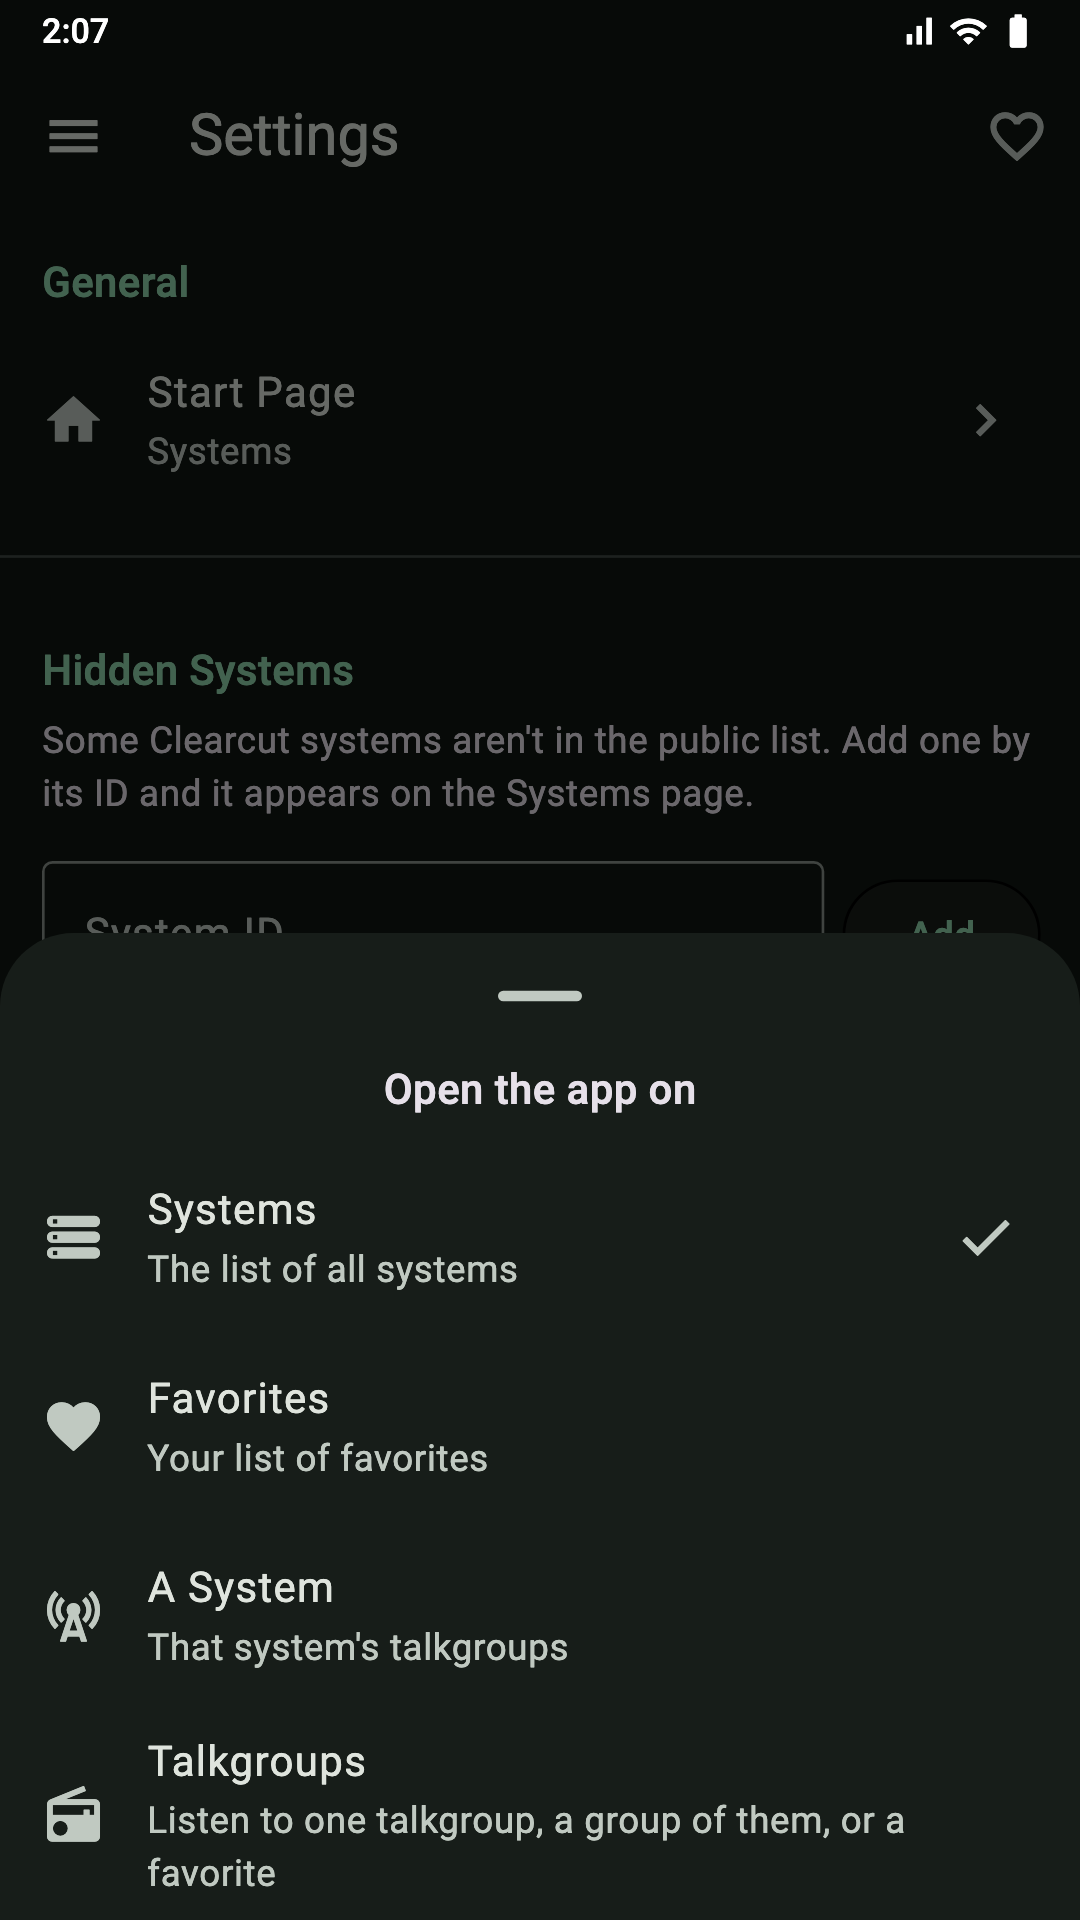 2:07
Settings
General
Start Page
Systems
Hidden Systems
Some Clearcut systems aren't in the public list. Add one by
its ID and it appears on the Systems page.
System ID
Add
Open the app on
Systems
The list of all systems
Favorites
Your list of favorites
A System
That system's talkgroups
Talkgroups
Listen to one talkgroup, a group of them, or a
favorite